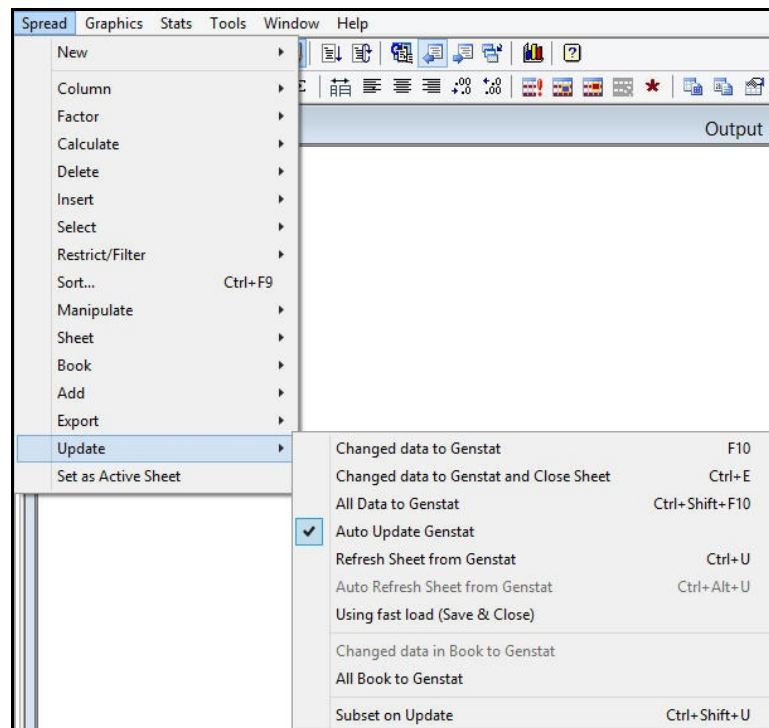 Spread Graphics Stats Tools Window Help
New
Column
Factor
Calculate
Output
Delete
Insert
Select
Restrict/Filter
Sort... Ctrl+F9
Manipulate
Sheet
Book
Add
Export
Update
Set as Active Sheet
Changed data to Genstat F10
Changed data to Genstat and Close Sheet Ctrl+E
All Data to Genstat Ctrl+Shift+F10
Auto Update Genstat
Refresh Sheet from Genstat Ctrl+U
Auto Refresh Sheet from Genstat Ctrl+Alt+U
Using fast load (Save & Close)
Changed data in Book to Genstat
All Book to Genstat
Subset on Update Ctrl+Shift+U